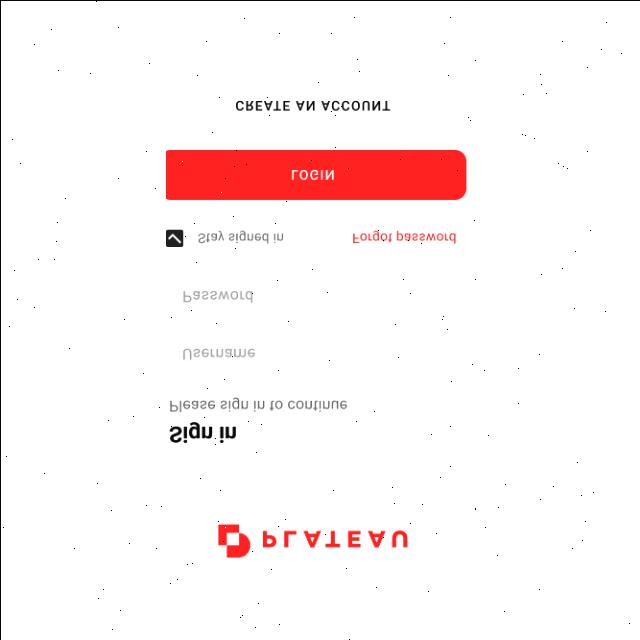 PLATEAU
Sign in
Please sign in to continue
Username
Password
Stay signed in
Forgot password
LOGIN
CREATE AN ACCOUNT